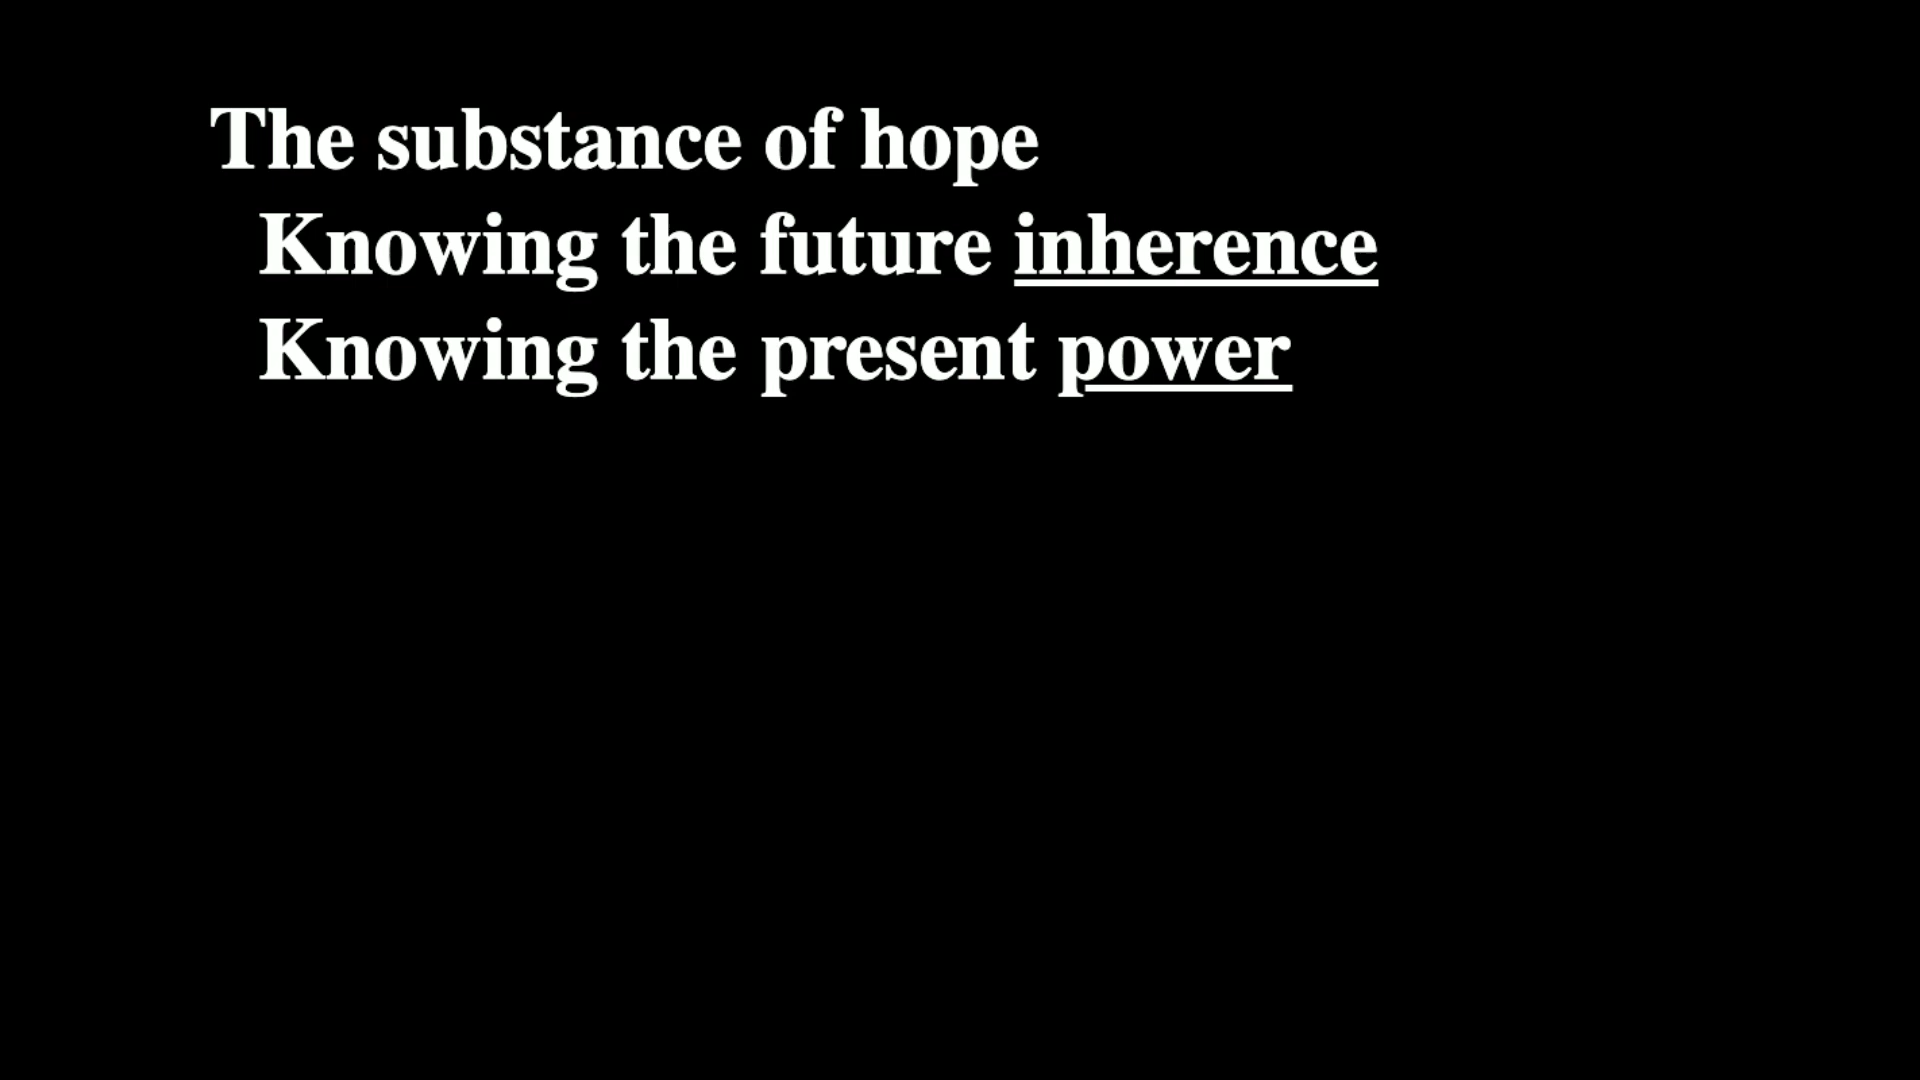 The substance of hope
Knowing the future inherence
Knowing the present power